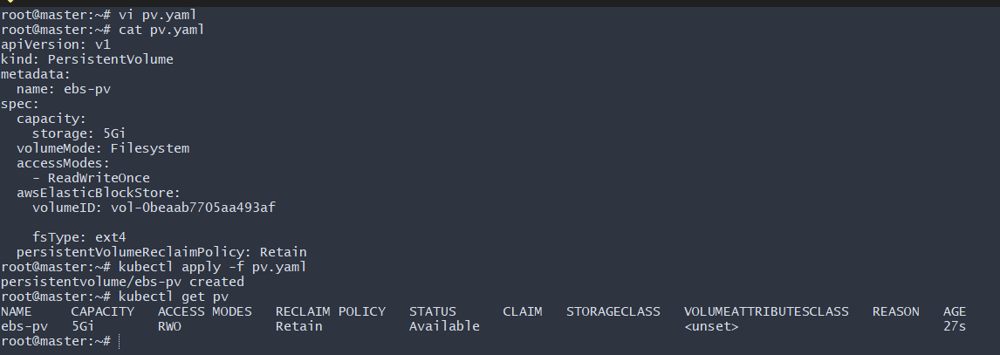 root@master:~# vi pv.yaml
root@master:~# cat pv.yaml
apiVersion: v1
kind: PersistentVolume
metadata:
  name: ebs-pv
spec:
  capacity:
    storage: 5Gi
  volumeMode: Filesystem
  accessModes:
    - ReadWriteOnce
  awsElasticBlockStore:
    volumeID: vol-0beaab7705aa493af

    fsType: ext4
  persistentVolumeReclaimPolicy: Retain
root@master:~# kubectl apply -f pv.yaml
persistentvolume/ebs-pv created
root@master:~# kubectl get pv
NAME     CAPACITY   ACCESS MODES   RECLAIM POLICY   STATUS      CLAIM   STORAGECLASS   VOLUMEATTRIBUTESCLASS   REASON   AGE
ebs-pv   5Gi        RWO            Retain           Available                          <unset>                          27s
root@master:~#